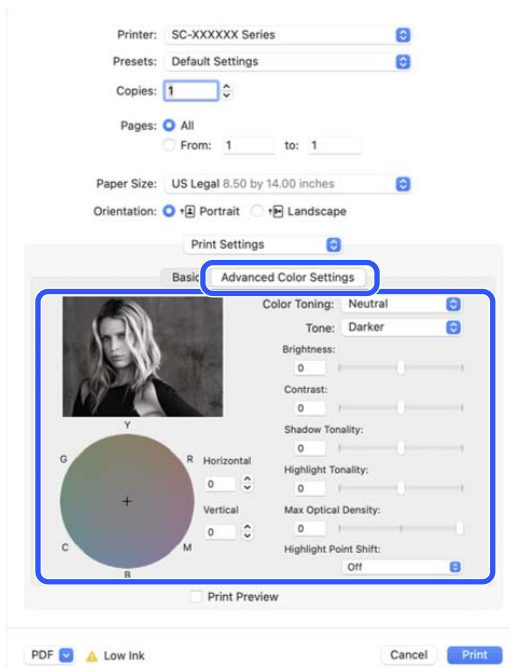 Printer: SC-XXXXXX Series
Presets: Default Settings
Copies: 1
Pages: All
From: 1 to: 1
Paper Size: US Legal 8.50 by 14.00 inches
Orientation: Portrait Landscape
Print Settings
Basic Advanced Color Settings
Color Toning: Neutral
Tone: Darker
Brightness:
0
Contrast:
0
Shadow Tonality:
0
Highlight Tonality:
0
Max Optical Density:
0
Highlight Point Shift:
Off
Y
G R
C M
B
Horizontal
0
Vertical
0
Print Preview
PDF Low Ink Cancel Print